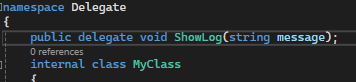 namespace Delegate
{
public delegate void ShowLog(string message);
0 references
internal class MyClass
{